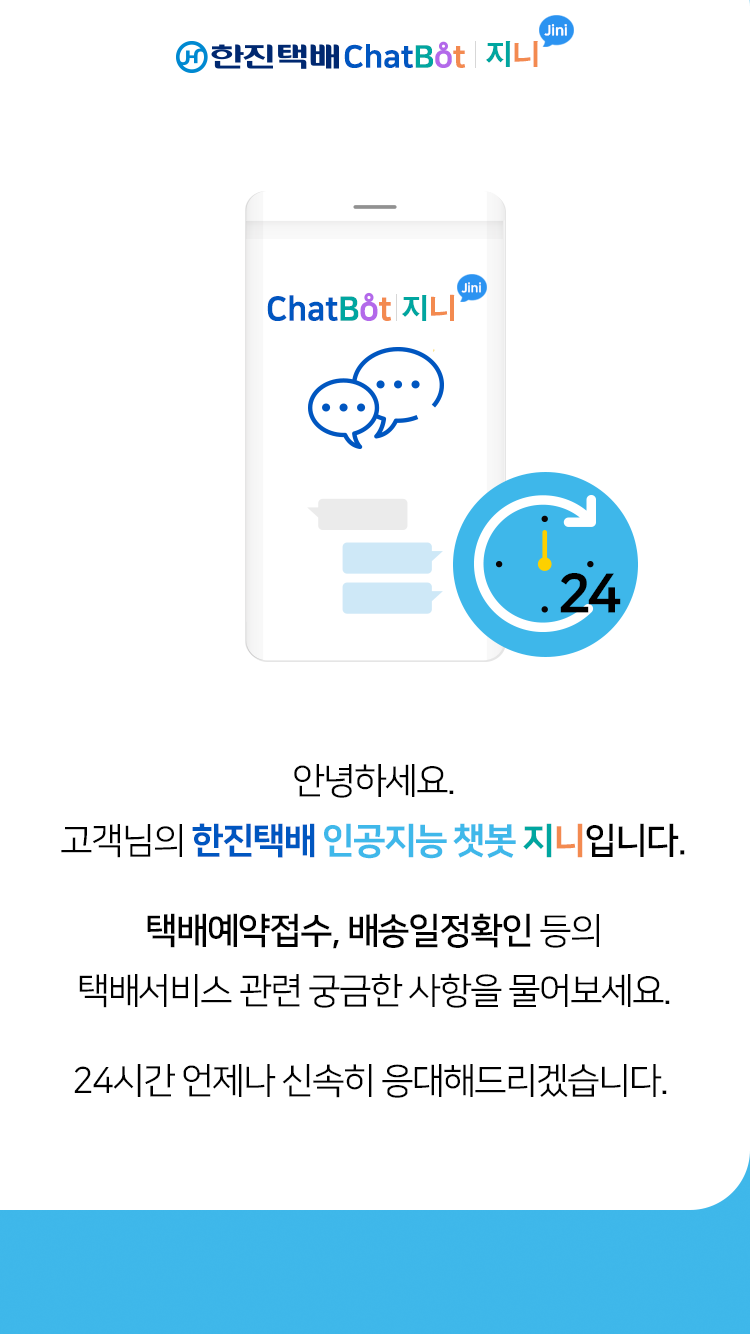 한진택배 ChatBot 지니 Jini
ChatBot 지니 Jini
24
안녕하세요.
고객님의 한진택배 인공지능 챗봇 지니입니다.
택배예약접수, 배송일정확인 등의
택배서비스 관련 궁금한 사항을 물어보세요.
24시간 언제나 신속히 응대해드리겠습니다.